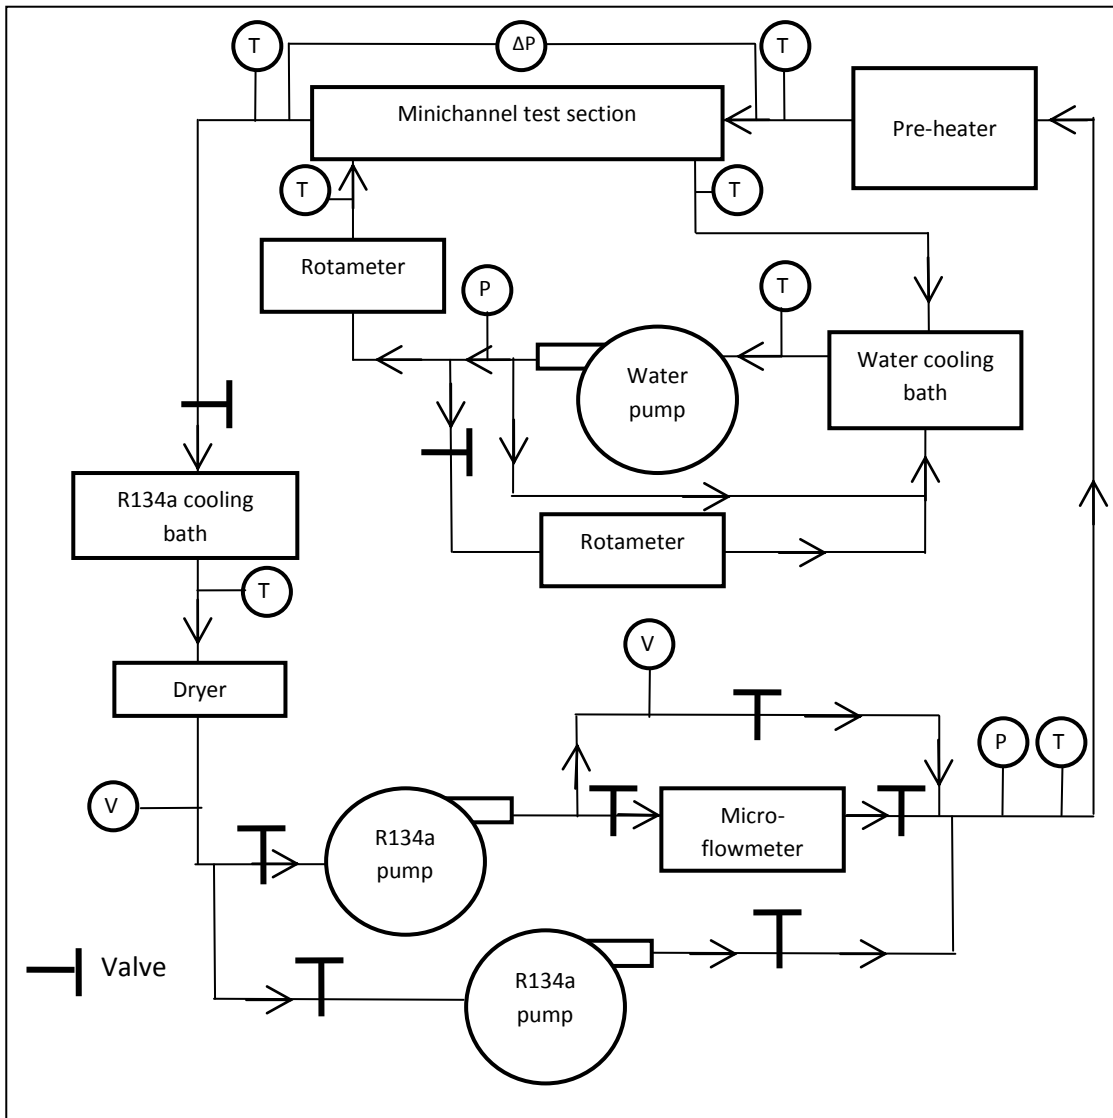 T
ΔP
T
Minichannel test section
Pre-heater
T
T
Rotameter
P
T
Water
pump
Water cooling
bath
R134a cooling
bath
Rotameter
T
V
Dryer
P
T
V
Micro-
flowmeter
R134a
pump
Valve
R134a
pump